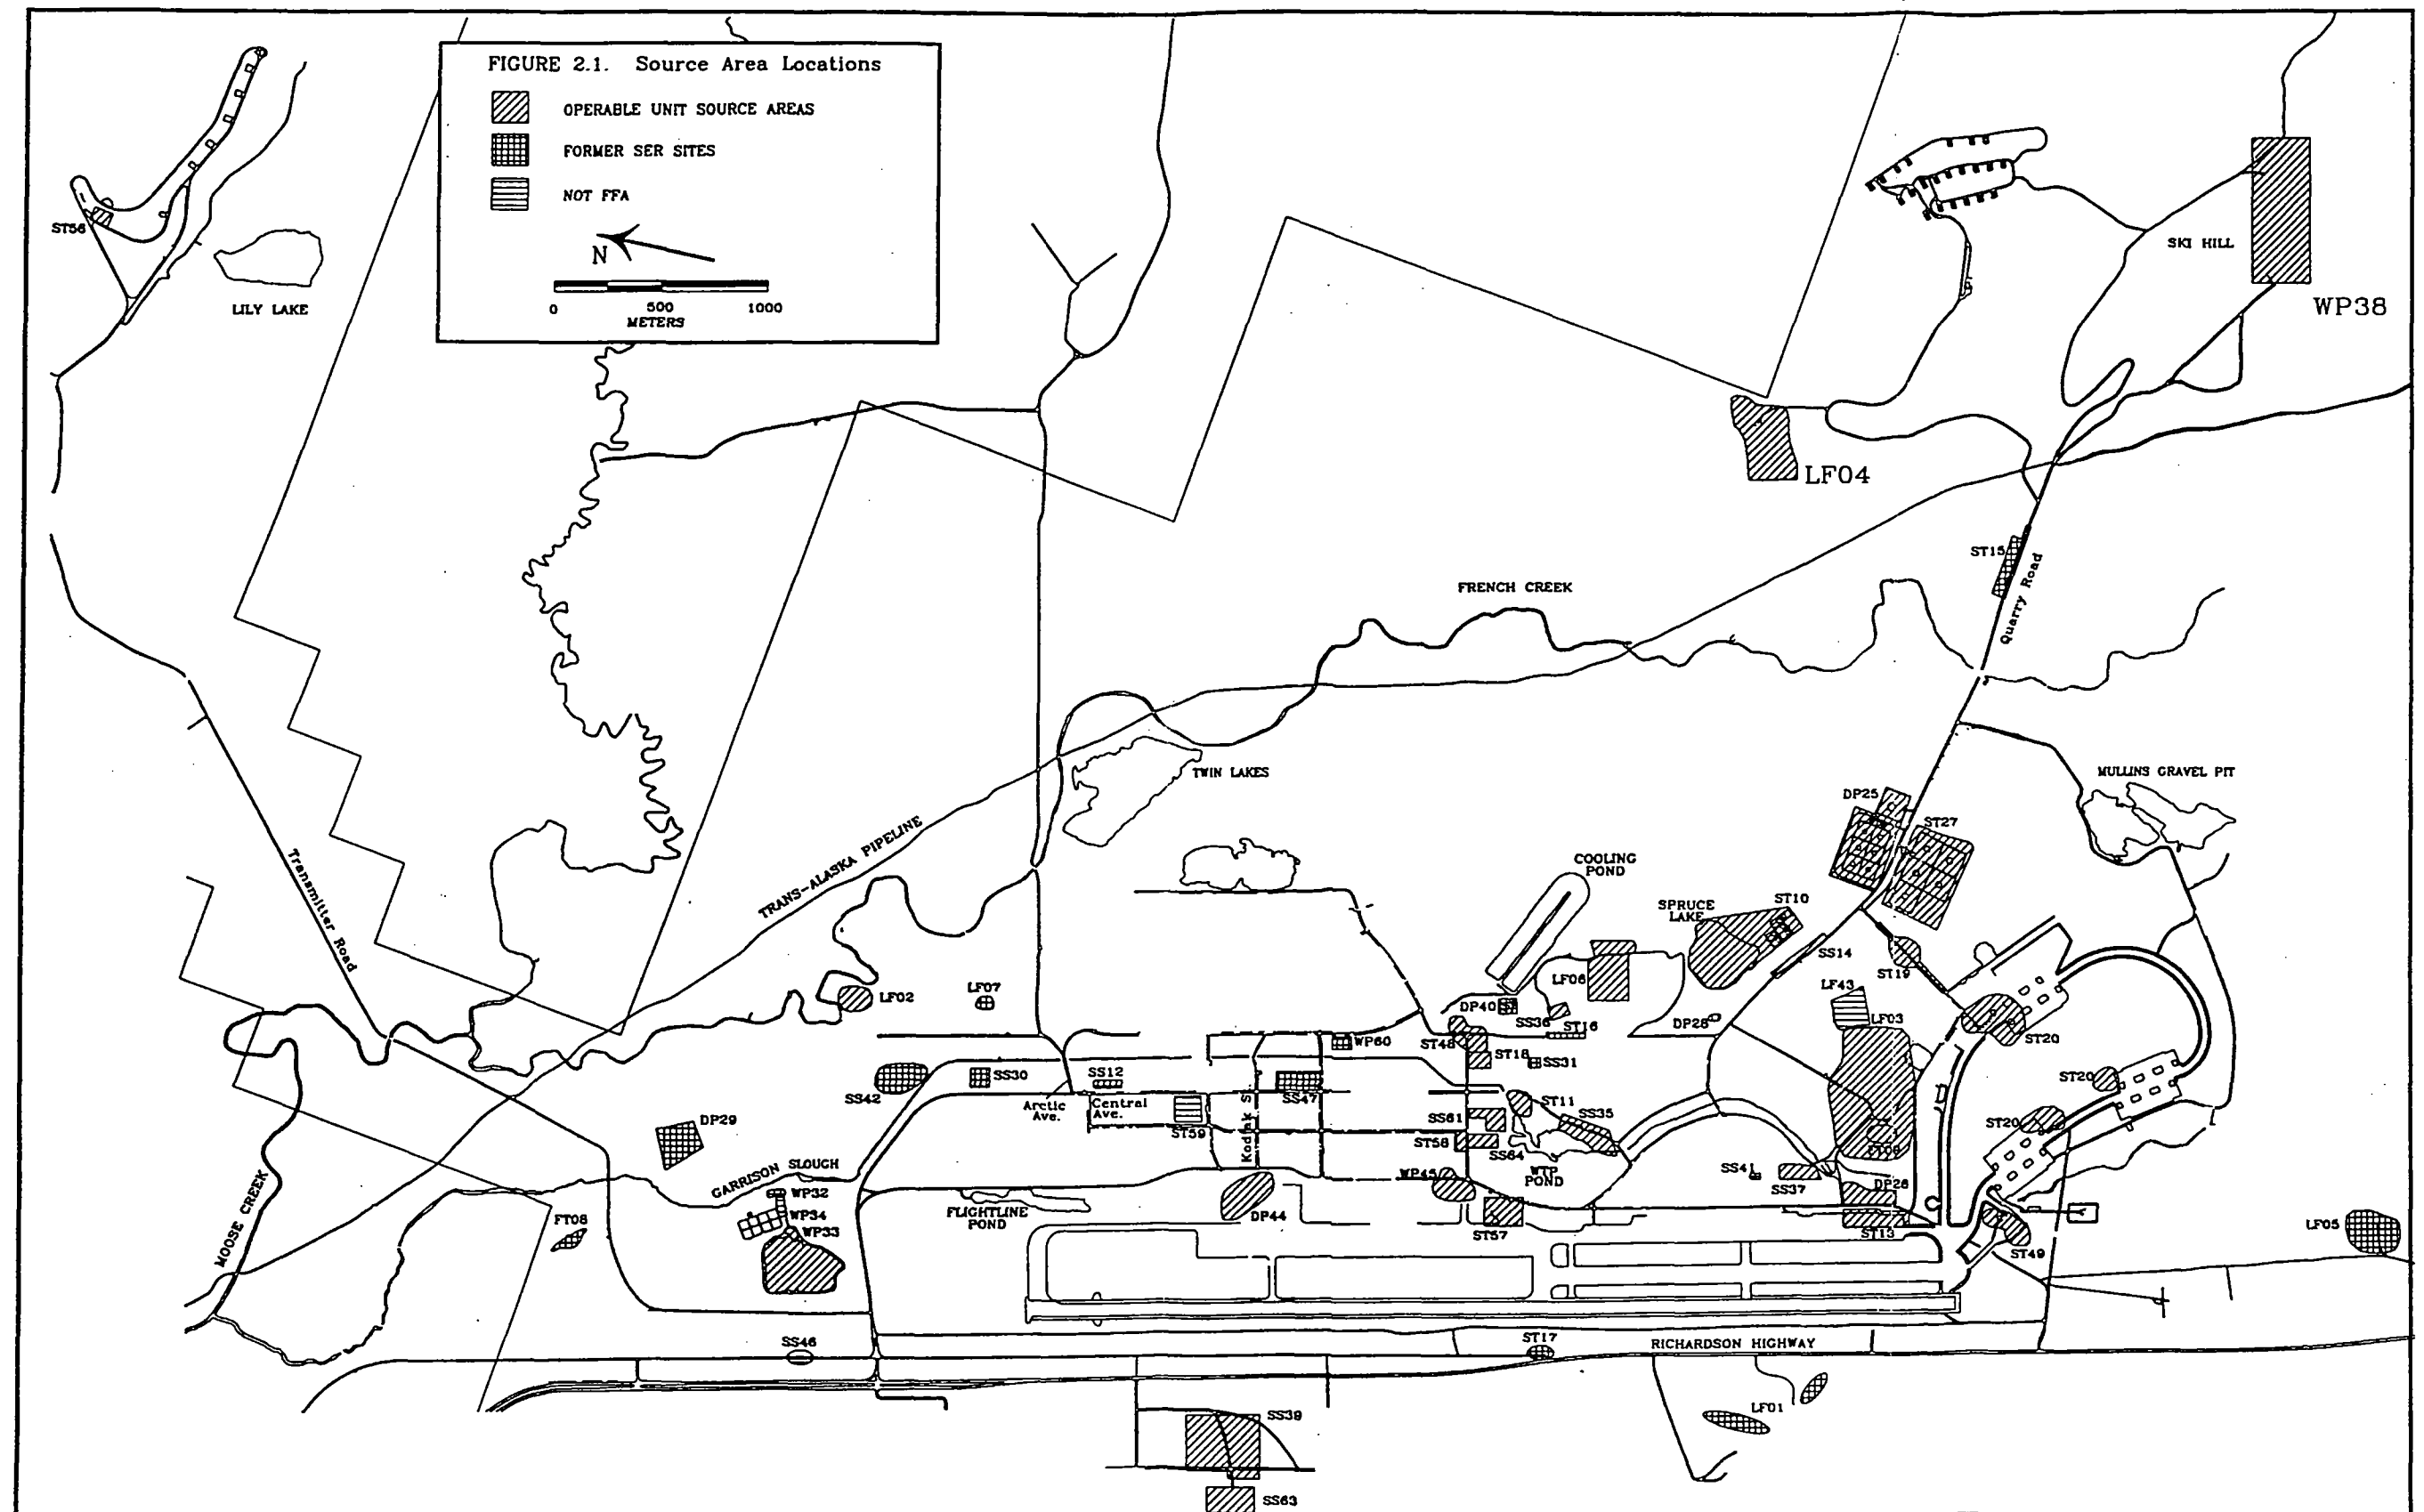 FIGURE 2.1. Source Area Locations
OPERABLE UNIT SOURCE AREAS
FORMER SER SITES
NOT FFA
N
0 500 1000
METERS
ST56
LILY LAKE
SKI HILL
WP38
LF04
ST15
Quarry Road
FRENCH CREEK
TWIN LAKES
MULLINS GRAVEL PIT
DP25
ST27
TRANS-ALASKA PIPELINE
Transmitter Road
COOLING
POND
SPRUCE
LAKE
ST10
SS14
ST19
LF06
LF43
LF03
LF02
LF07
DP40
SS36
ST16
DP28
ST20
WP60
ST48
ST18
SS31
SS30
SS12
SS42
SS47
Arctic
Ave.
Central
Ave.
ST59
Kodiak S
ST11
SS35
SS61
ST58
SS64
WTP
POND
ST20
ST20
DP29
GARRISON SLOUGH
WP32
WP34
WP33
FT08
MOOSE CREEK
FLIGHTLINE
POND
DP44
WP45
ST57
SS41
SS37
DP26
ST13
ST49
LF05
SS46
ST17
RICHARDSON HIGHWAY
LF01
SS39
SS63